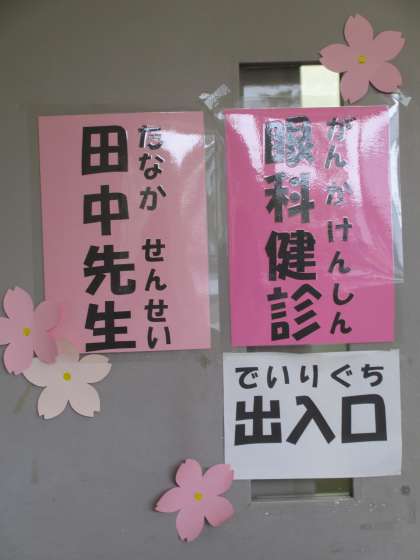 がんかけんしん
眼科健診
たなか せんせい
田中先生
でいりぐち
出入口